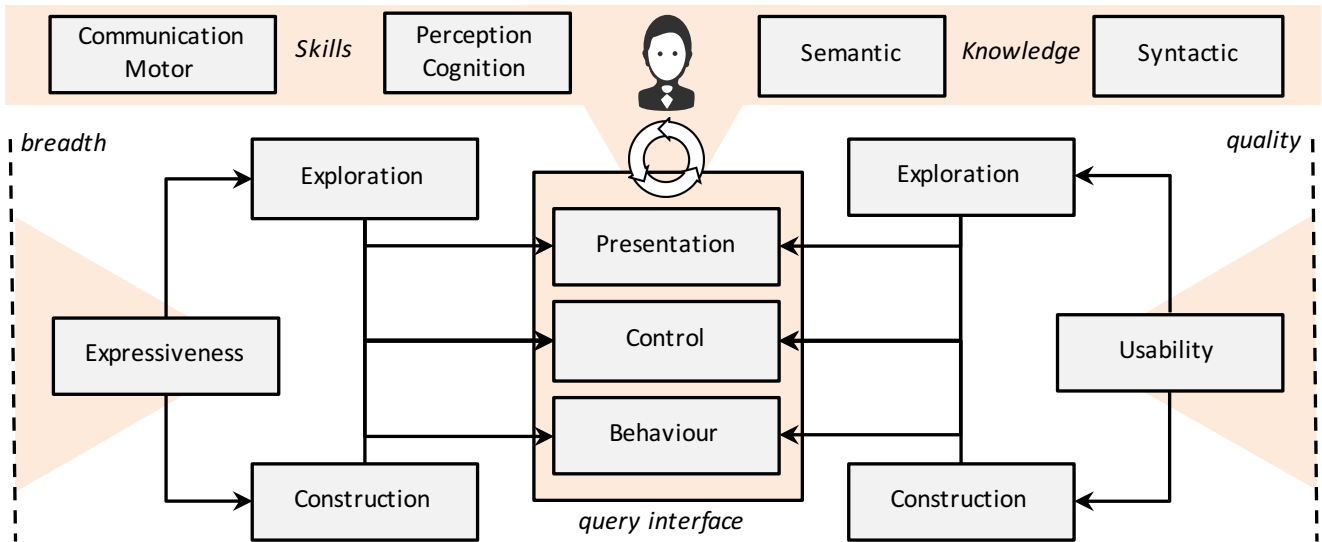 Communication
Motor
Skills
Perception
Cognition
Semantic
Knowledge
Syntactic
breadth
quality
Exploration
Exploration
Presentation
Expressiveness
Control
Usability
Behaviour
Construction
Construction
query interface